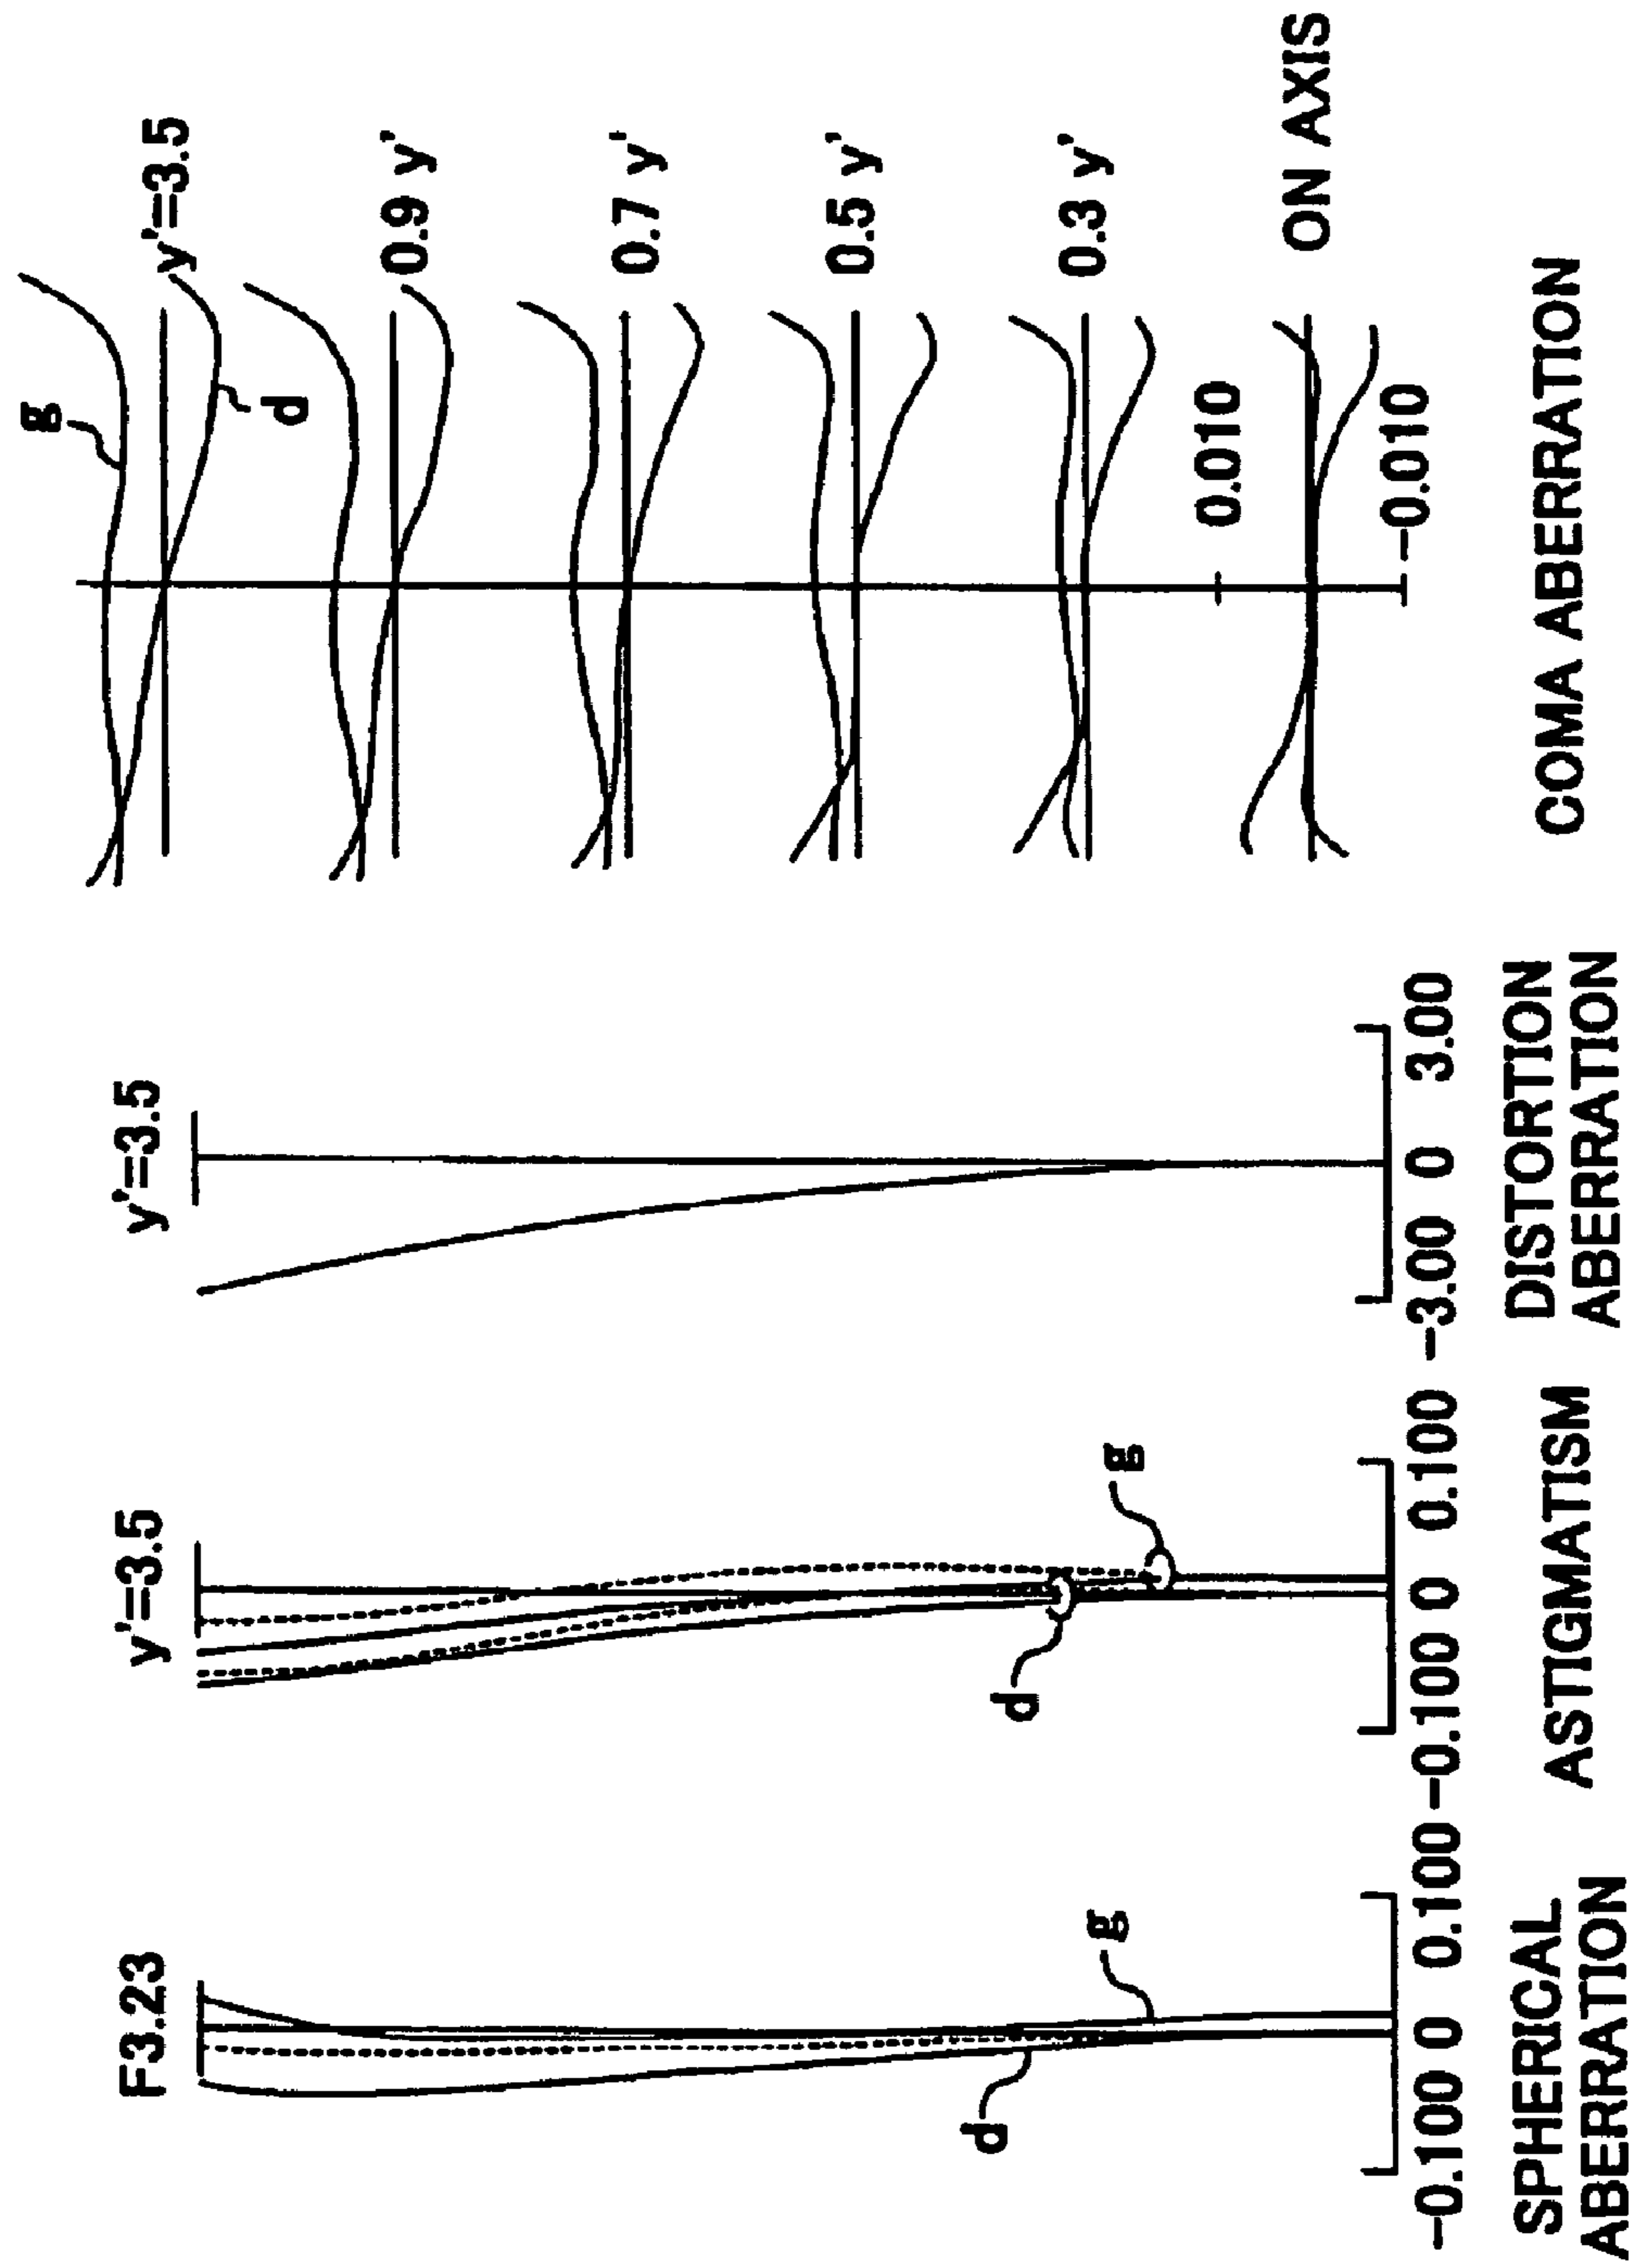 F3.23
g
d
-0.100 0 0.100
SPHERICAL
ABERRATION
y'=3.5
g
d
-0.100 0 0.100
ASTIGMATISM
y'=3.5
-3.00 0 3.00
DISTORTION
ABERRATION
g
y'=3.5
d
0.9 y'
0.7 y'
0.5 y'
0.3 y'
0.010
ON AXIS
-0.010
COMA ABERRATION